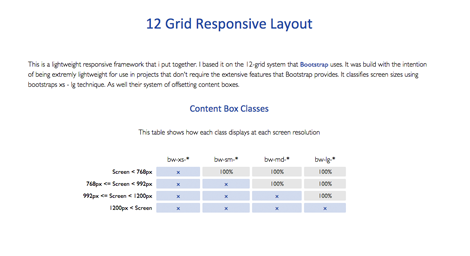 12 Grid Responsive Layout
This is a lightweight responsive framework that i put together. I based it on the 12-grid system that Bootstrap uses. It was build with the intention
of being extremly lightweight for use in projects that don't require the extensive features that Bootstrap provides. It classifies screen sizes using
bootstraps xs - lg technique. As well their system of offsetting content boxes.
Content Box Classes
This table shows how each class displays at each screen resolution
bw-xs-* bw-sm-* bw-md-* bw-lg-*
Screen < 768px x 100% 100% 100%
768px <= Screen < 992px x x 100% 100%
992px <= Screen < 1200px x x x 100%
1200px < Screen x x x x